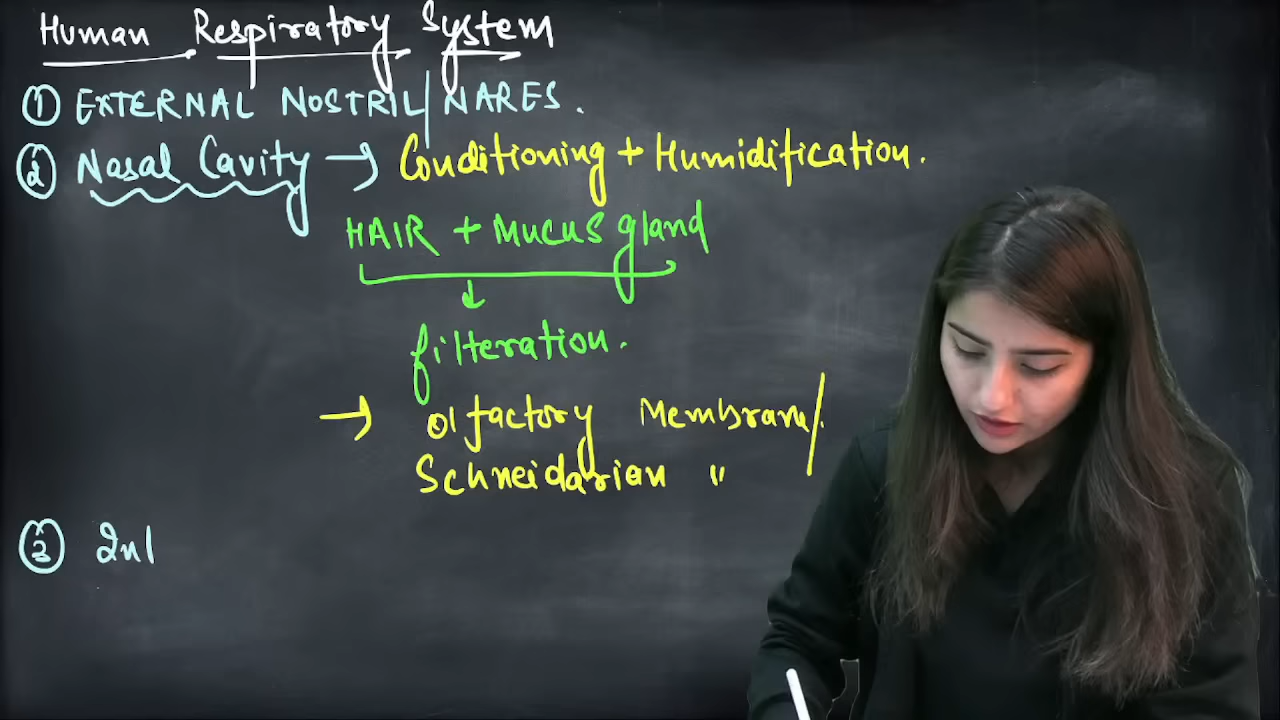 Human Respiratory System
① EXTERNAL NOSTRIL/NARES.
② Nasal Cavity → Conditioning + Humidification.
HAIR + Mucus gland
↓
filteration.
→ Olfactory Membrane/
Schneidarian "
③ Inl